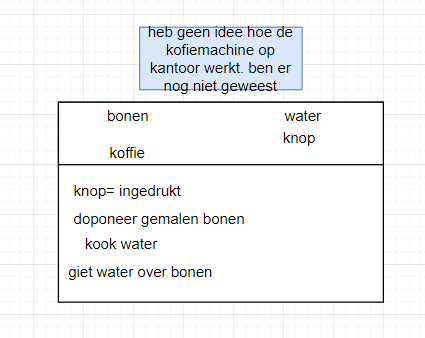 heb geen idee hoe de
kofiemachine op
kantoor werkt. ben er
nog niet geweest
bonen water
knop
koffie
knop= ingedrukt
doponeer gemalen bonen
kook water
giet water over bonen